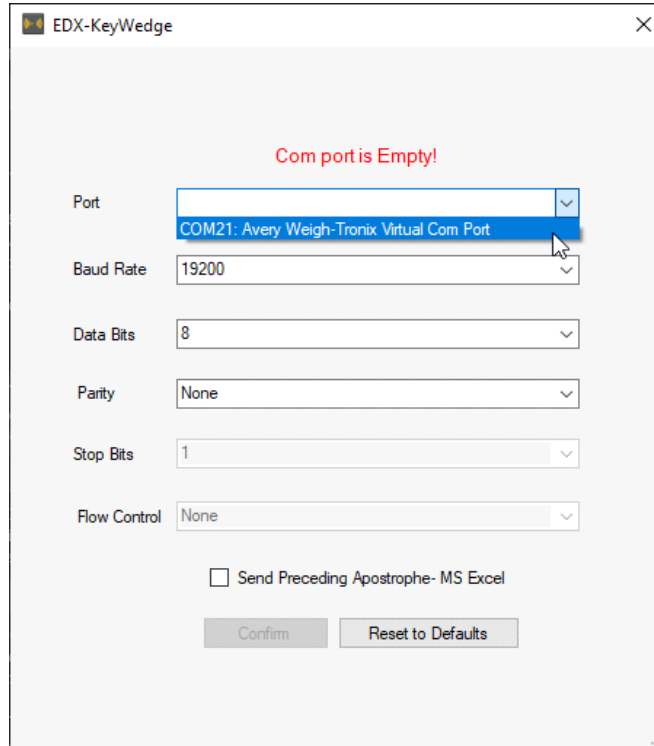 EDX-KeyWedge
Com port is Empty!
Port
COM21: Avery Weigh-Tronix Virtual Com Port
Baud Rate 19200
Data Bits 8
Parity None
Stop Bits 1
Flow Control None
Send Preceding Apostrophe- MS Excel
Confirm Reset to Defaults